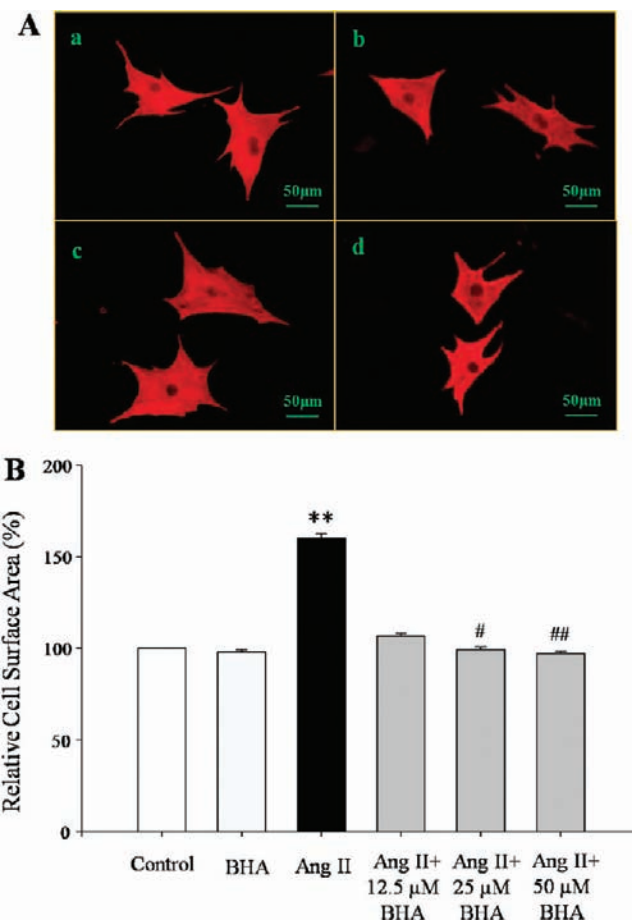 A
a
b
50µm
50µm
c
d
50µm
50µm
B
Relative Cell Surface Area (%)
200
150
100
50
0
**
#
##
Control
BHA
Ang II
Ang II+
12.5 µM
BHA
Ang II+
25 µM
BHA
Ang II+
50 µM
BHA